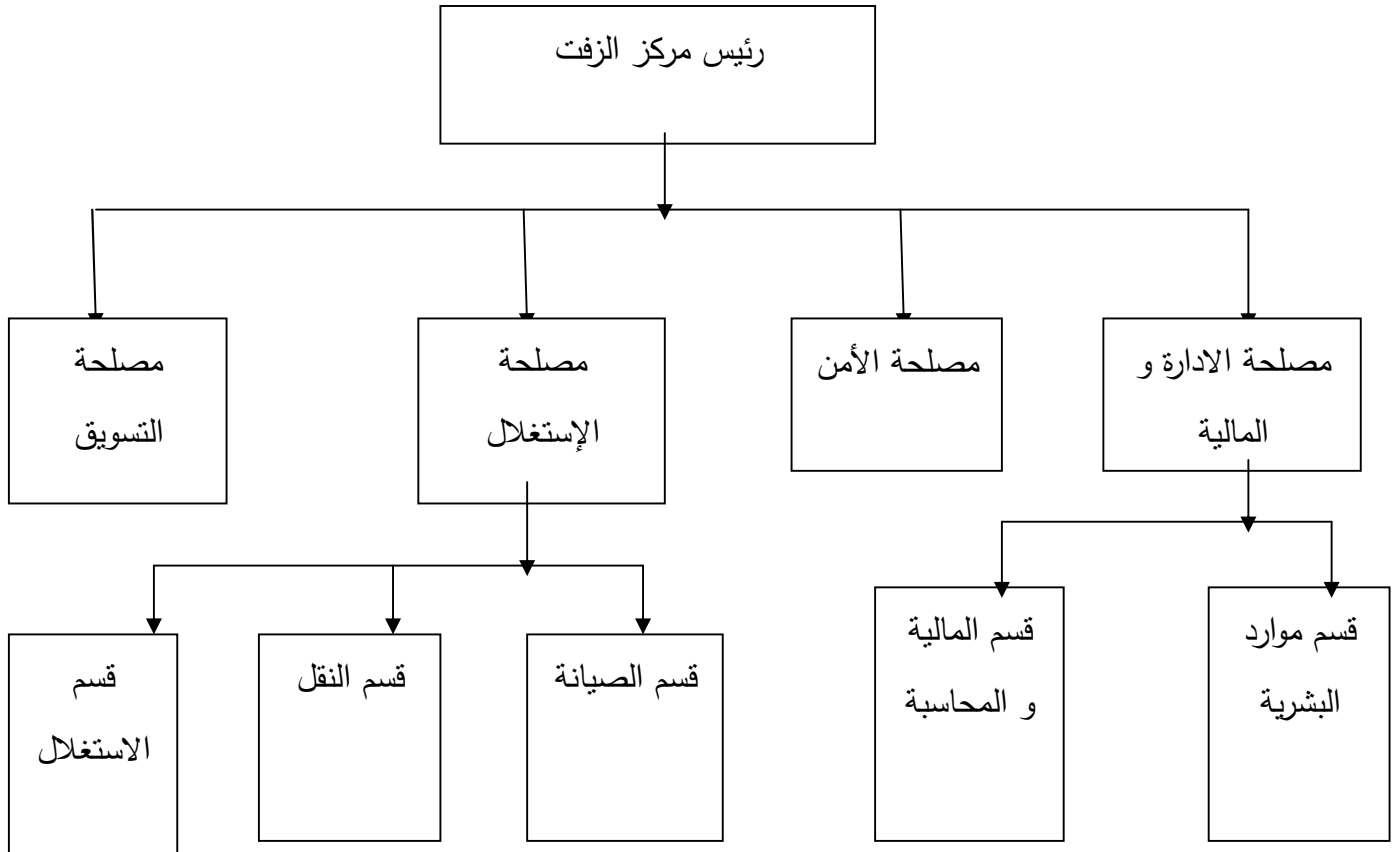 رئيس مركز الزفت
مصلحة الادارة و
المالية
مصلحة الأمن
مصلحة
الإستغلال
مصلحة
التسويق
قسم موارد
البشرية
قسم المالية
و المحاسبة
قسم الصيانة
قسم النقل
قسم
الاستغلال